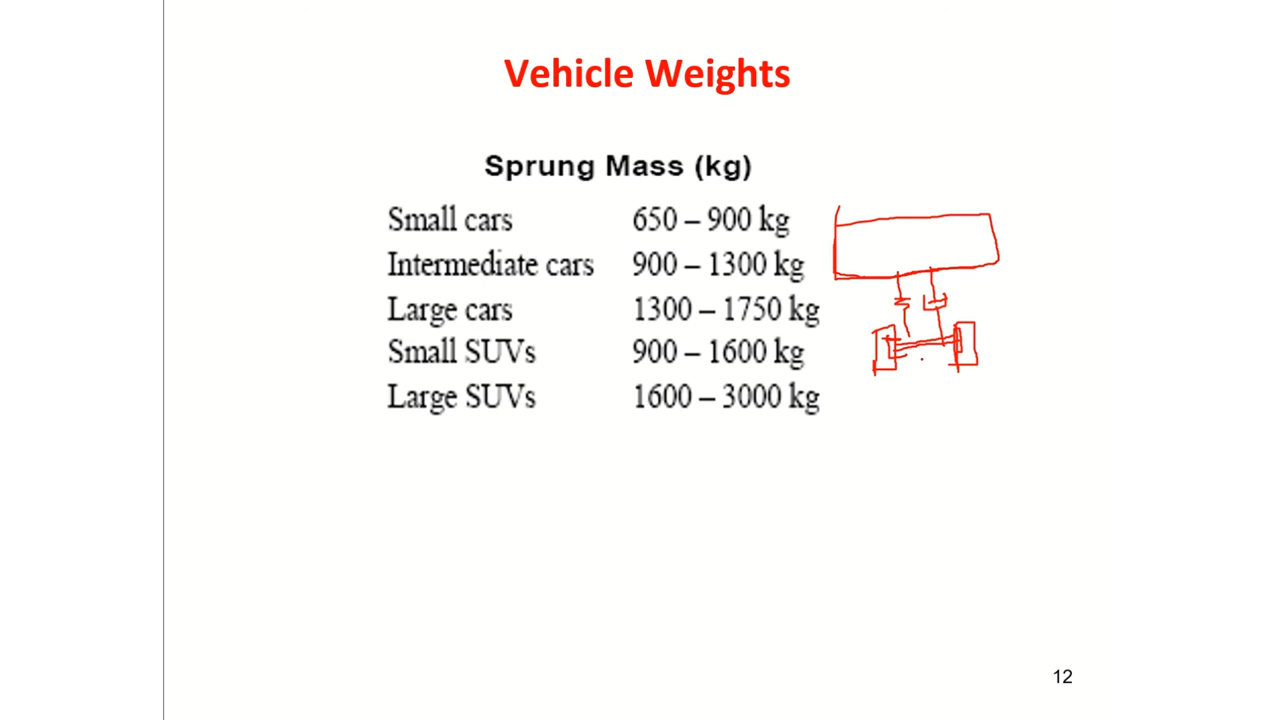 Vehicle Weights
Sprung Mass (kg)
Small cars 650 – 900 kg
Intermediate cars 900 – 1300 kg
Large cars 1300 – 1750 kg
Small SUVs 900 – 1600 kg
Large SUVs 1600 – 3000 kg
12